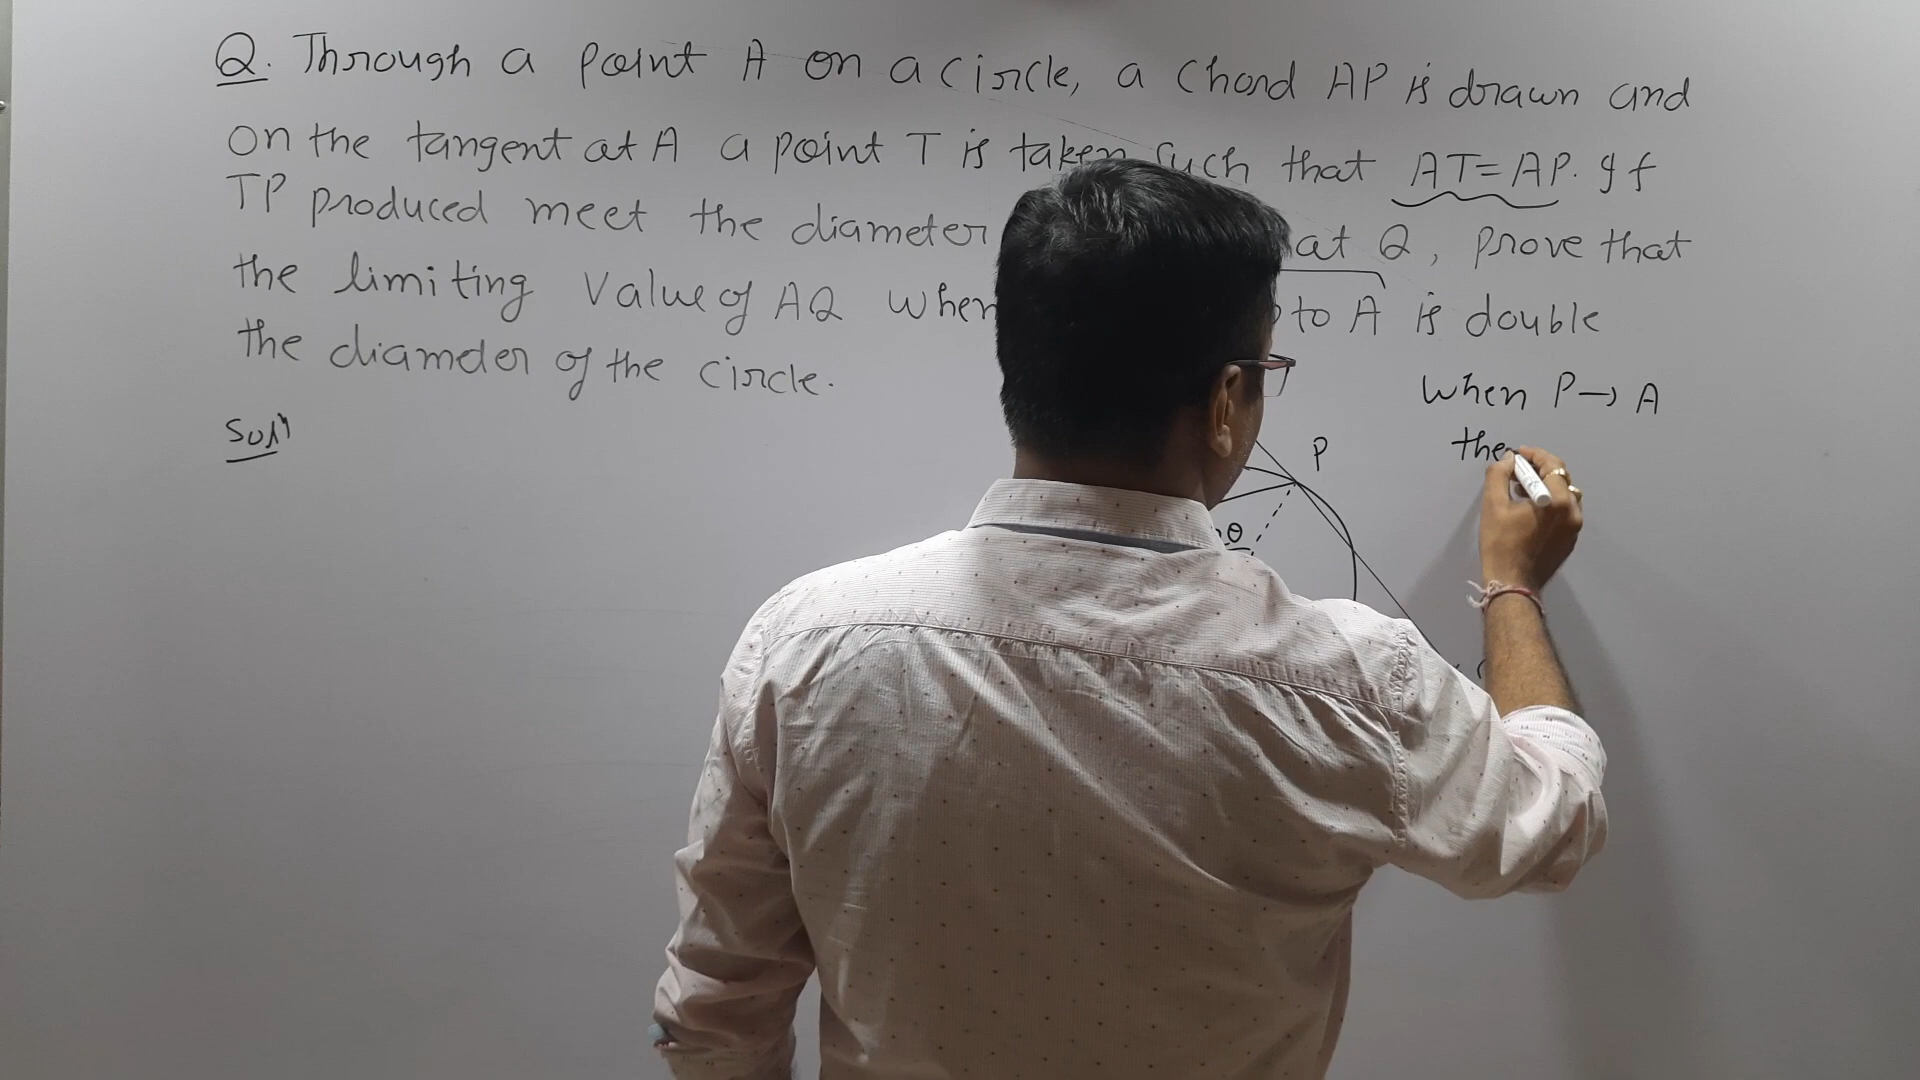 Q. Through a point A on a circle, a chord AP is drawn and
on the tangent at A a point T is taken such that AT=AP. If
TP produced meet the diameter at Q, prove that
the limiting value of AQ when to A is double
the diameter of the circle.
when P→A
the
Solⁿ
P
θ